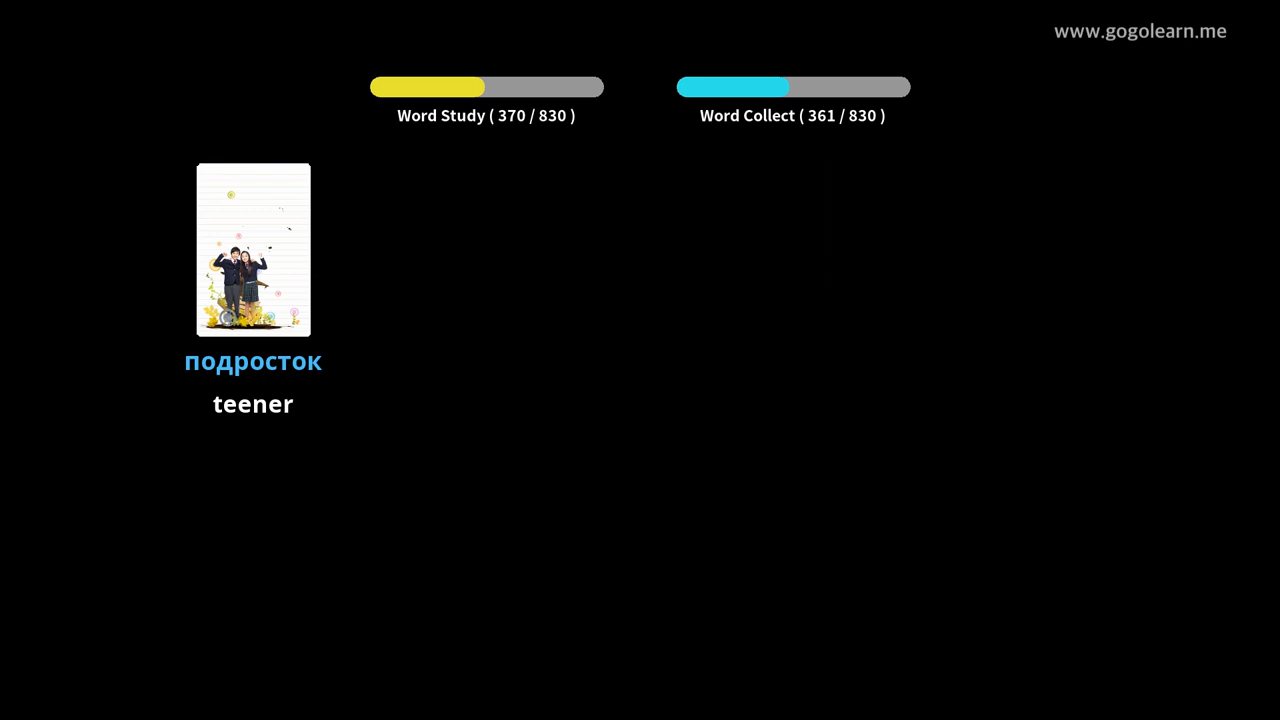 www.gogolearn.me
Word Study ( 370 / 830 )
Word Collect ( 361 / 830 )
подросток
teener